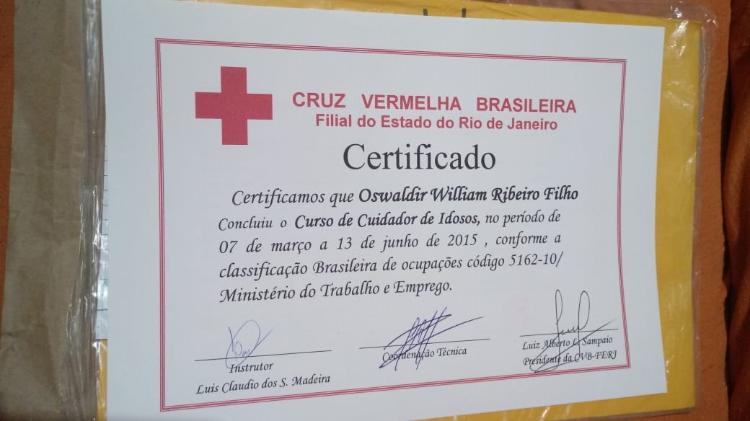 CRUZ VERMELHA BRASILEIRA
Filial do Estado do Rio de Janeiro
Certificado
Certificamos que Oswaldir William Ribeiro Filho
Concluiu o Curso de Cuidador de Idosos, no período de
07 de março a 13 de junho de 2015 , conforme a
classificação Brasileira de ocupações código 5162-10/
Ministério do Trabalho e Emprego.
Instrutor
Luis Claudio dos S. Madeira
Coordenação Técnica
Luiz Alberto L. Sampaio
Presidente da CVB-FERJ